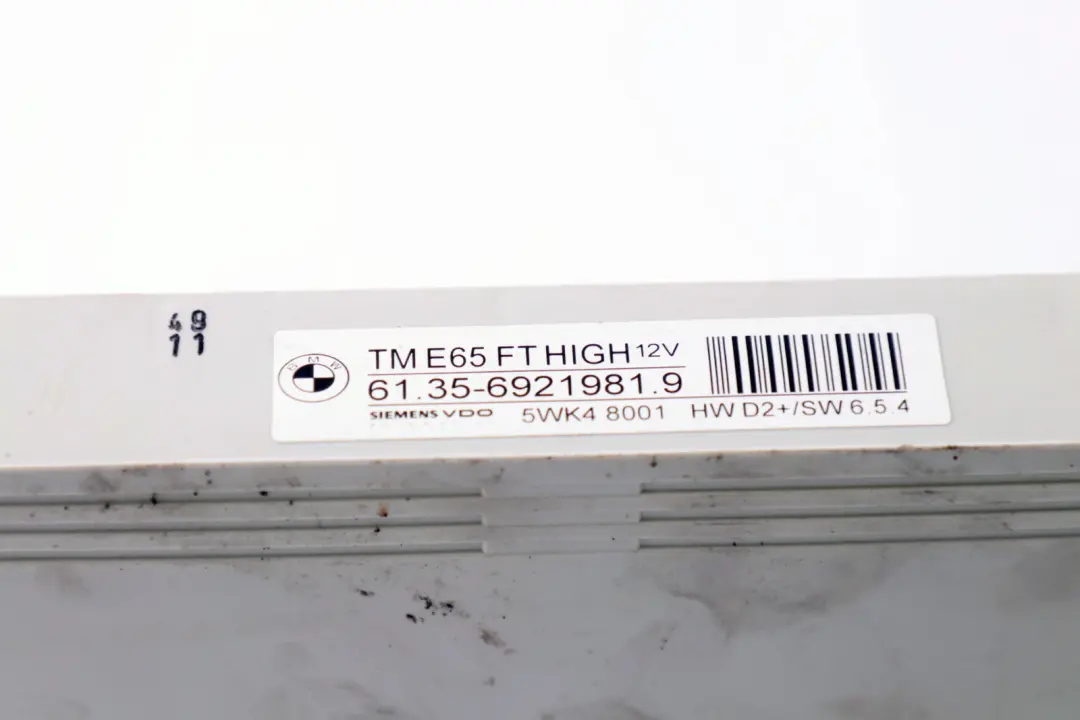 49
11
BMW
TM E65 FT HIGH 12V
61.35-6921981.9
SIEMENS VDO 5WK4 8001 HW D2+/SW 6.5.4